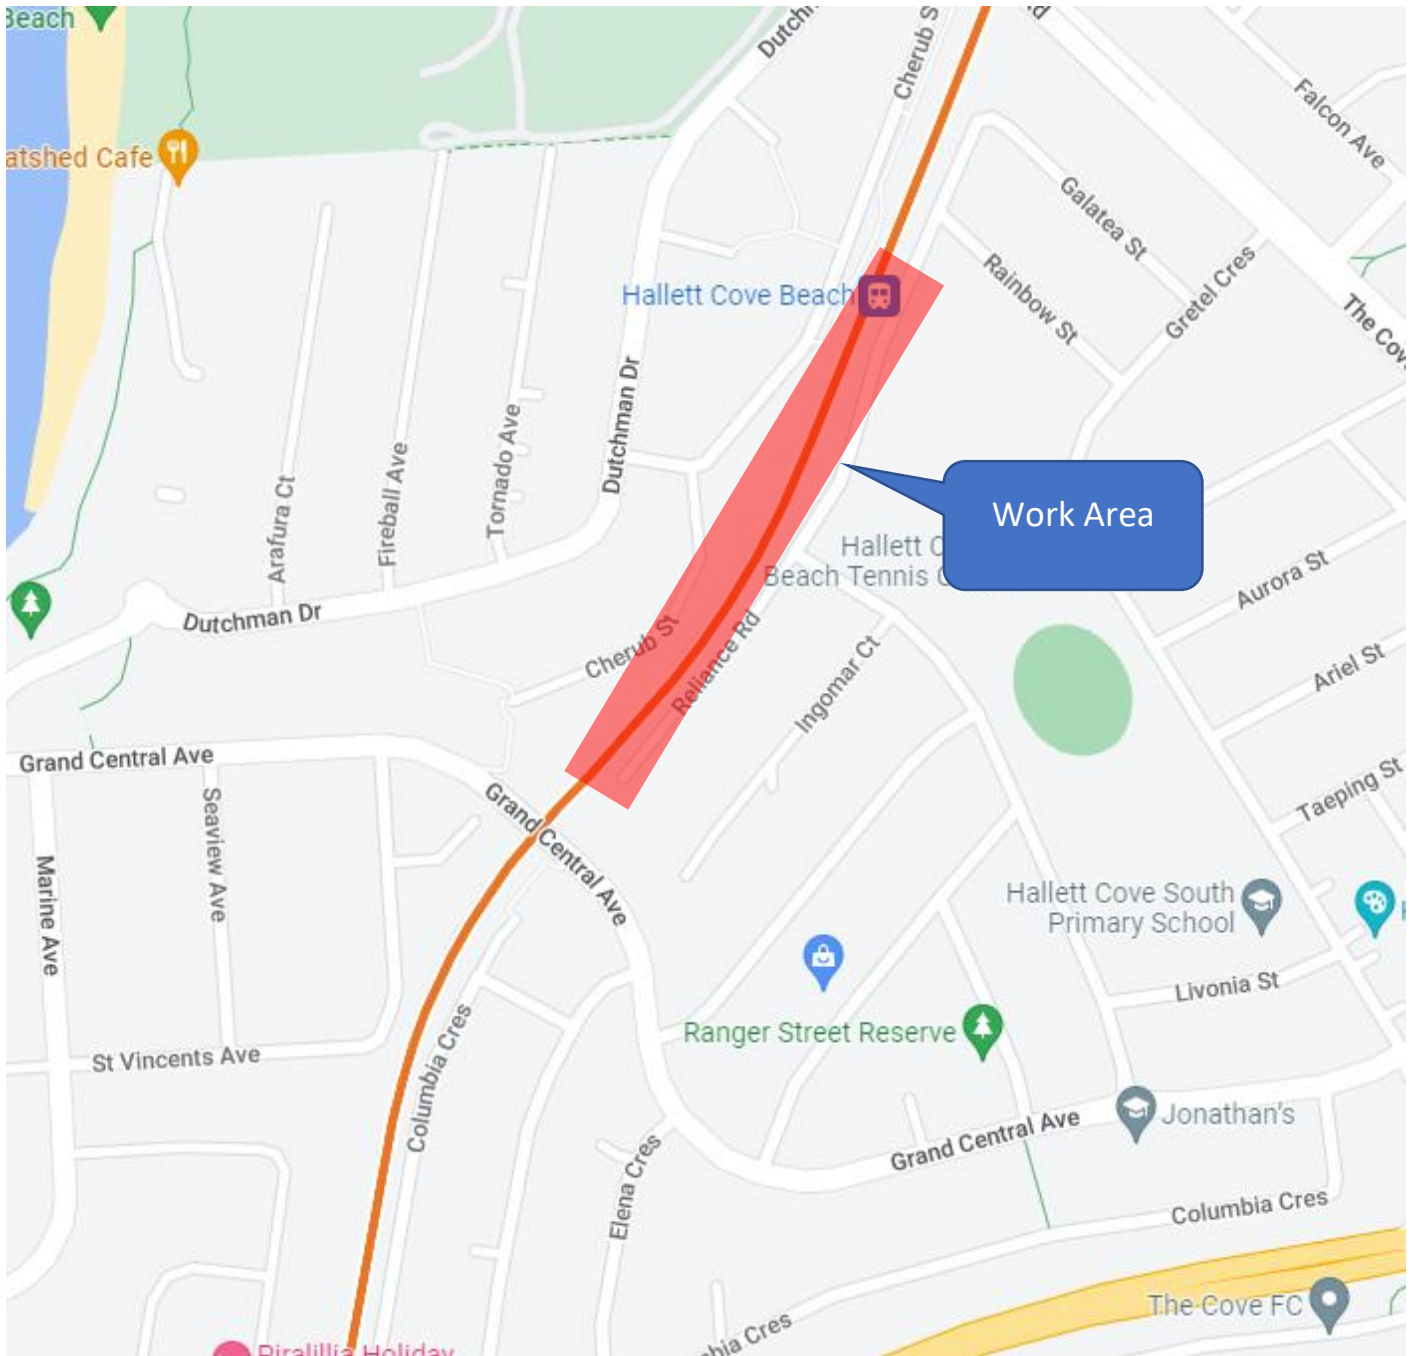 Beach
Dutchm
Cherub S
Falcon Ave
atshed Cafe
Galatea St
Rainbow St
Gretel Cres
Hallett Cove Beach
The Cov
Dutchman Dr
Tornado Ave
Fireball Ave
Arafura Ct
Work Area
Hallett C
Beach Tennis C
Aurora St
Dutchman Dr
Cherub St
Reliance Rd
Ingomar Ct
Ariel St
Grand Central Ave
Seaview Ave
Grand Central Ave
Taeping St
Marine Ave
Hallett Cove South
Primary School
Livonia St
Columbia Cres
Ranger Street Reserve
St Vincents Ave
Jonathan's
Grand Central Ave
Elena Cres
Columbia Cres
The Cove FC
bia Cres
Piralillia Holiday